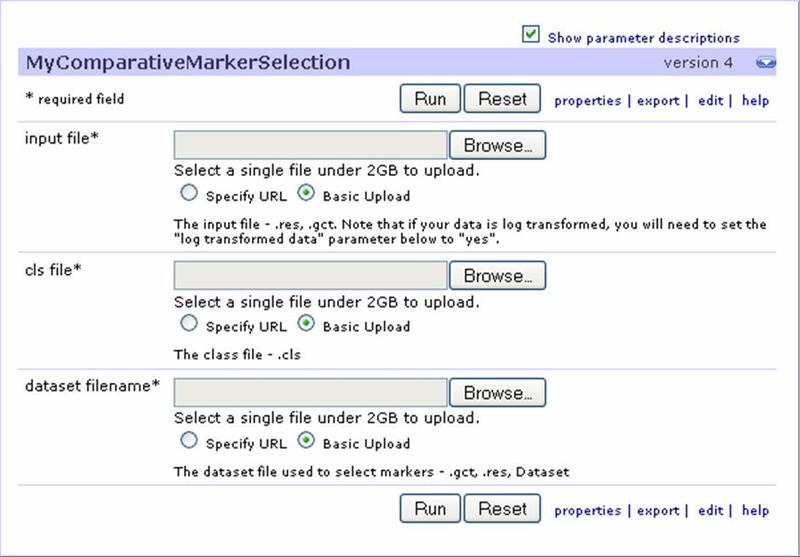 Show parameter descriptions
MyComparativeMarkerSelection version 4
* required field Run Reset properties | export | edit | help
input file* Browse...
Select a single file under 2GB to upload.
Specify URL Basic Upload
The input file - .res, .gct. Note that if your data is log transformed, you will need to set the
"log transformed data" parameter below to "yes".
cls file* Browse...
Select a single file under 2GB to upload.
Specify URL Basic Upload
The class file - .cls
dataset filename* Browse...
Select a single file under 2GB to upload.
Specify URL Basic Upload
The dataset file used to select markers - .gct, .res, Dataset
Run Reset properties | export | edit | help